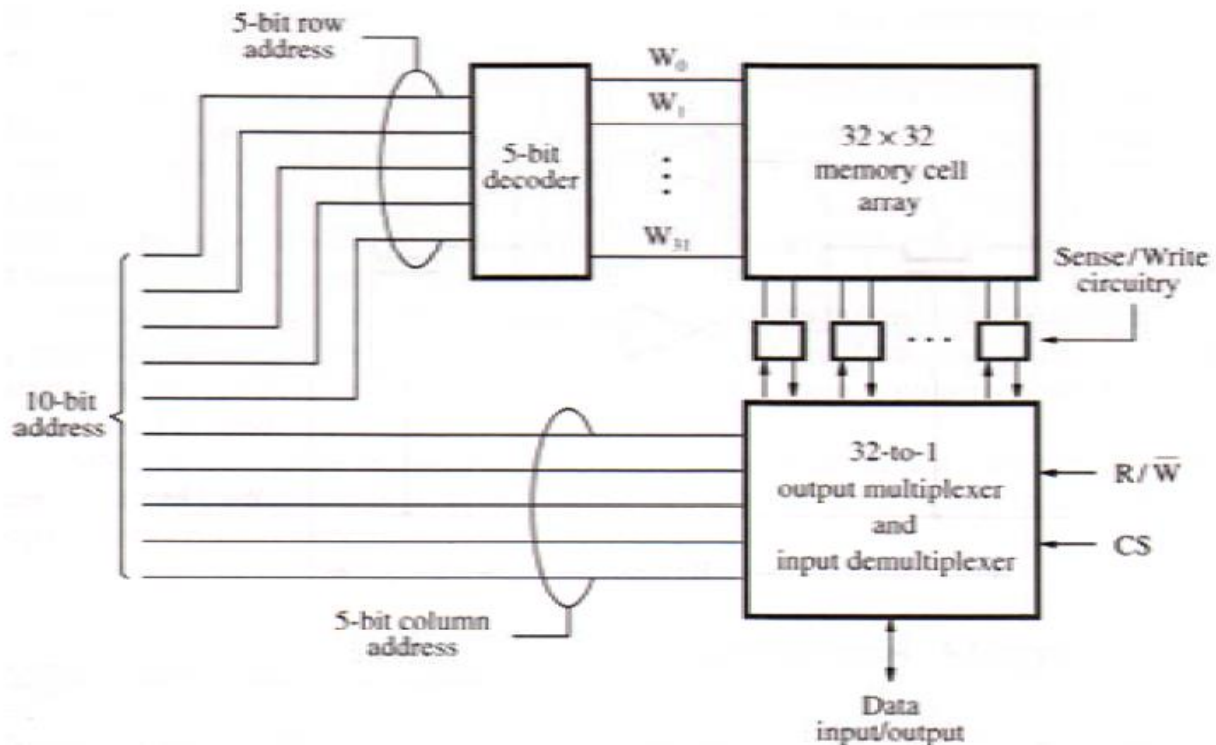 5-bit row
address
5-bit
decoder
W₀
W₁
W₃₁
32 × 32
memory cell
array
Sense/Write
circuitry
10-bit
address
32-to-1
output multiplexer
and
input demultiplexer
R/W̅
CS
5-bit column
address
Data
input/output